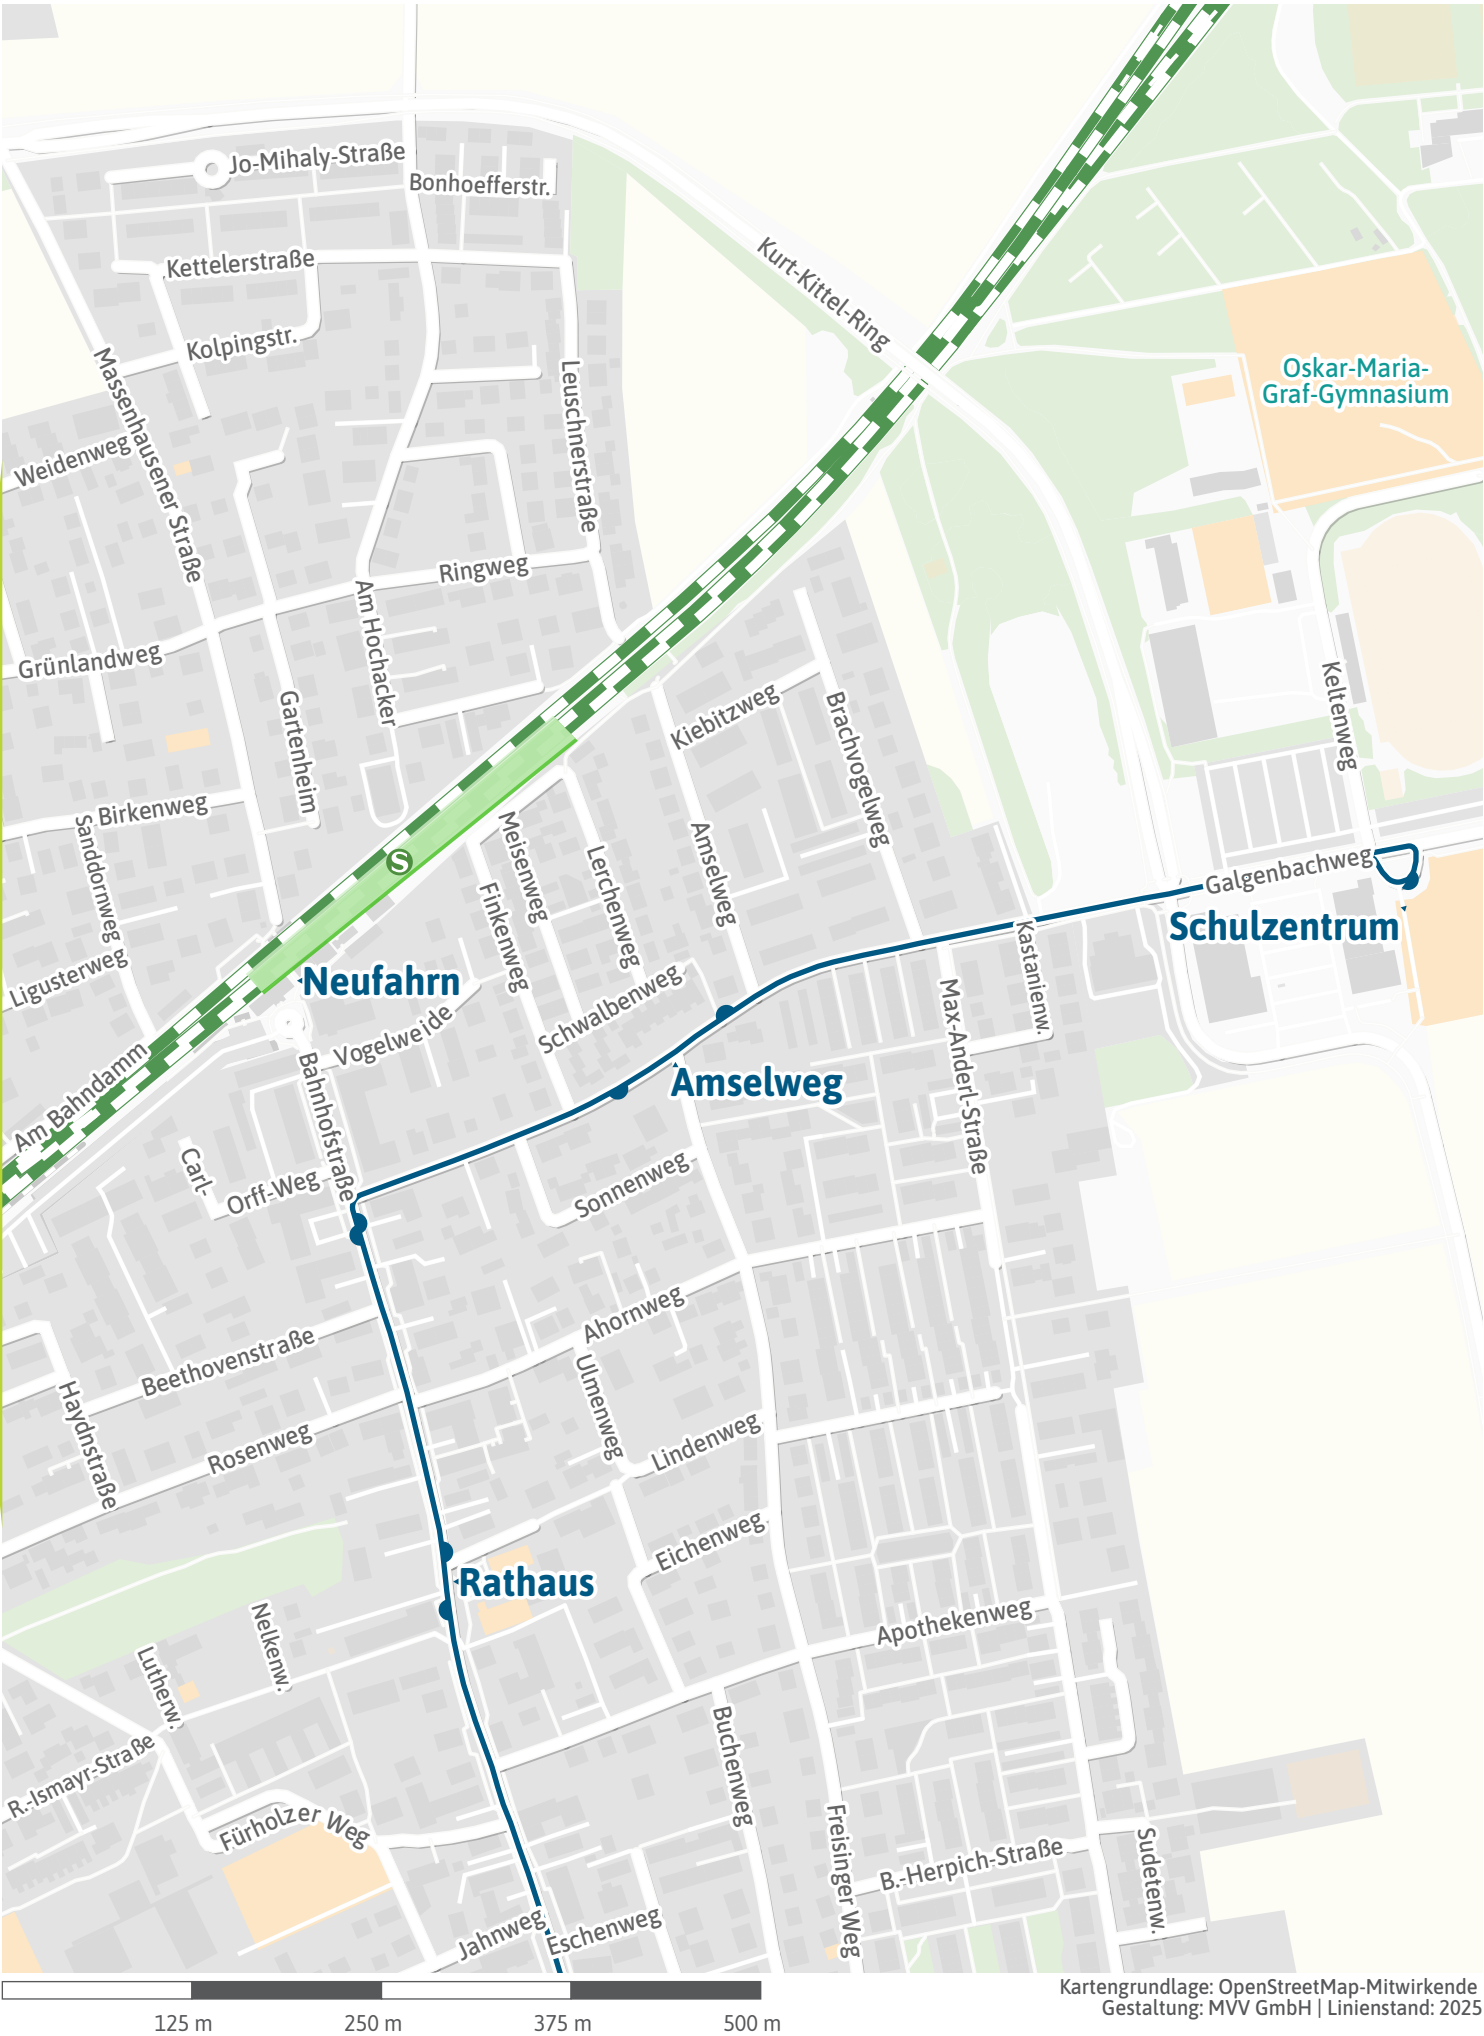 Jo-Mihaly-Straße
Bonhoefferstr.
Kettelerstraße
Kurt-Kittel-Ring
Kolpingstr.
Massenhausener Straße
Leuschnerstraße
Oskar-Maria-
Graf-Gymnasium
Weidenweg
Ringweg
Am Hochacker
Grünlandweg
Gartenheim
Kiebitzweg
Brachvogelweg
Keltenweg
Birkenweg
Sanddornweg
Meisenweg
Lerchenweg
Amselweg
S
Finkenweg
Galgenbachweg
Schulzentrum
Ligusterweg
Neufahrn
Schwalbenweg
Kastanienw.
Vogelweide
Max-Anderl-Straße
Am Bahndamm
Bahnhofstraße
Amselweg
Carl-
Orff-Weg
Sonnenweg
Ahornweg
Beethovenstraße
Haydnstraße
Ulmenweg
Rosenweg
Lindenweg
Eichenweg
Rathaus
Apothekenweg
Nelkenw.
Lutherw.
Buchenweg
R.-Ismayr-Straße
Fürholzer Weg
Freisinger Weg
B.-Herpich-Straße
Sudetenw.
Jahnweg
Eschenweg
Kartengrundlage: OpenStreetMap-Mitwirkende
Gestaltung: MVV GmbH | Linienstand: 2025
125 m
250 m
375 m
500 m